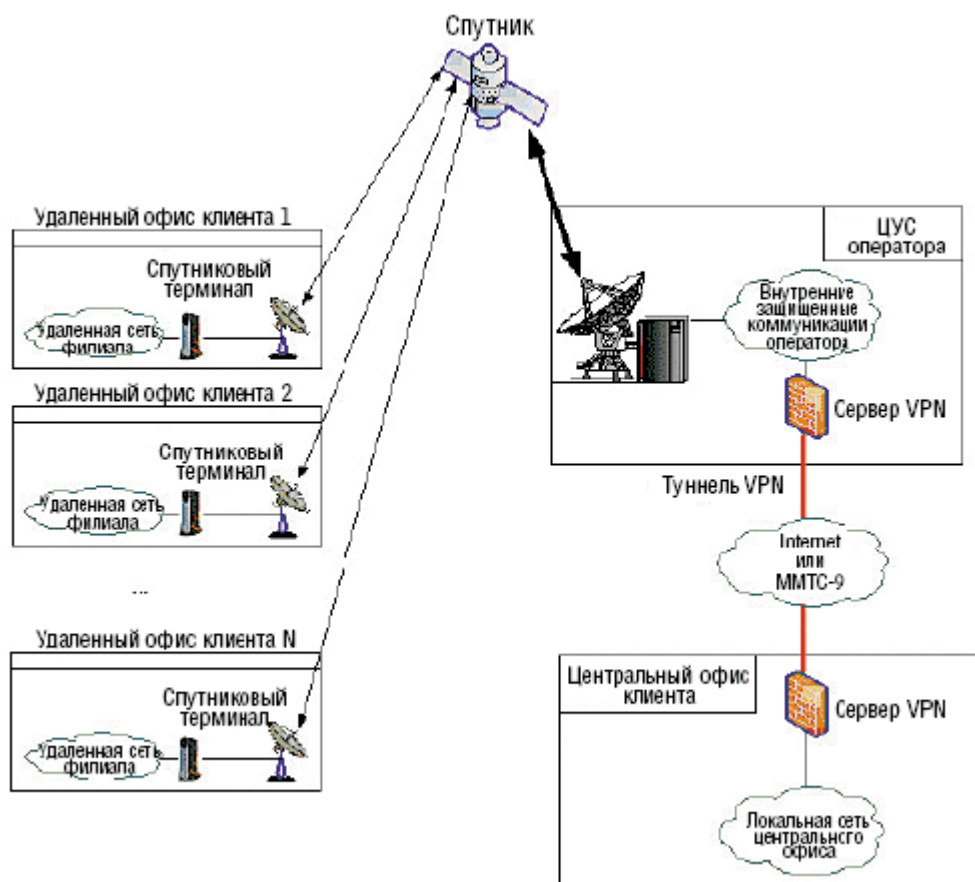 Спутник
Удаленный офис клиента 1
Спутниковый
терминал
Удаленная сеть
филиала
Удаленный офис клиента 2
Спутниковый
терминал
Удаленная сеть
филиала
...
Удаленный офис клиента N
Спутниковый
терминал
Удаленная сеть
филиала
ЦУС
оператора
Внутренние
защищенные
коммуникации
оператора
Сервер VPN
Туннель VPN
Internet
или
ММТС-9
Центральный офис
клиента
Сервер VPN
Локальная сеть
центрального
офиса